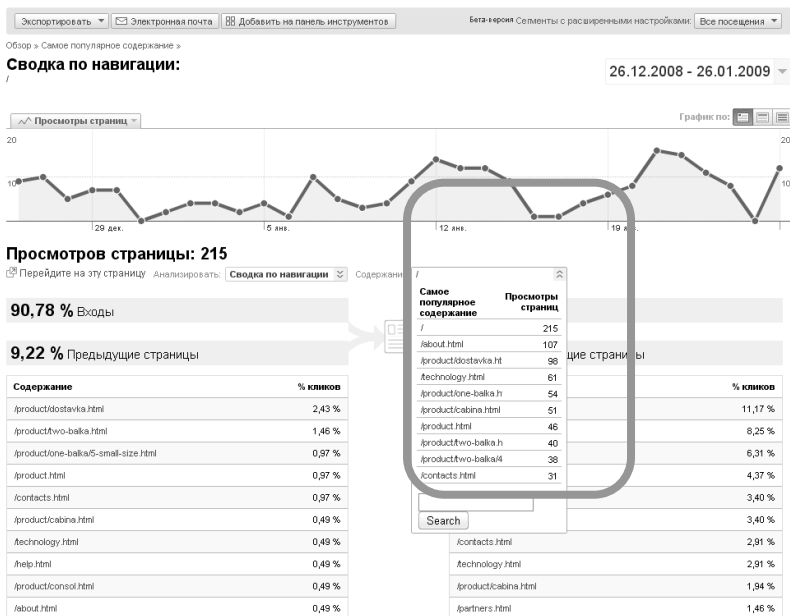 Экспортировать Электронная почта Добавить на панель инструментов Бета-версия Сегменты с расширенными настройками: Все посещения
Обзор » Самое популярное содержание »
Сводка по навигации:
/
26.12.2008 - 26.01.2009
Просмотры страниц График по:
20 20
10 10
29 дек. 5 янв. 12 янв. 19 янв.
Просмотров страницы: 215
Перейдите на эту страницу Анализировать: Сводка по навигации Содержани /
90,78 % Входы
9,22 % Предыдущие страницы
Содержание % кликов
/product/dostavka.html 2,43 %
/product/two-balka.html 1,46 %
/product/one-balka/5-small-size.html 0,97 %
/product.html 0,97 %
/contacts.html 0,97 %
/product/cabina.html 0,49 %
/technology.html 0,49 %
/help.html 0,49 %
/product/consol.html 0,49 %
/about.html 0,49 %
Самое
популярное
содержание
Просмотры
страниц
/ 215
/about.html 107
/product/dostavka.ht 98
/technology.html 61
/product/one-balka.h 54
/product/cabina.html 51
/product.html 46
/product/two-balka.h 40
/product/two-balka/4 38
/contacts.html 31
Search
щие страницы
% кликов
11,17 %
8,25 %
6,31 %
4,37 %
3,40 %
3,40 %
/contacts.html 2,91 %
/technology.html 2,91 %
/product/cabina.html 1,94 %
/partners.html 1,46 %